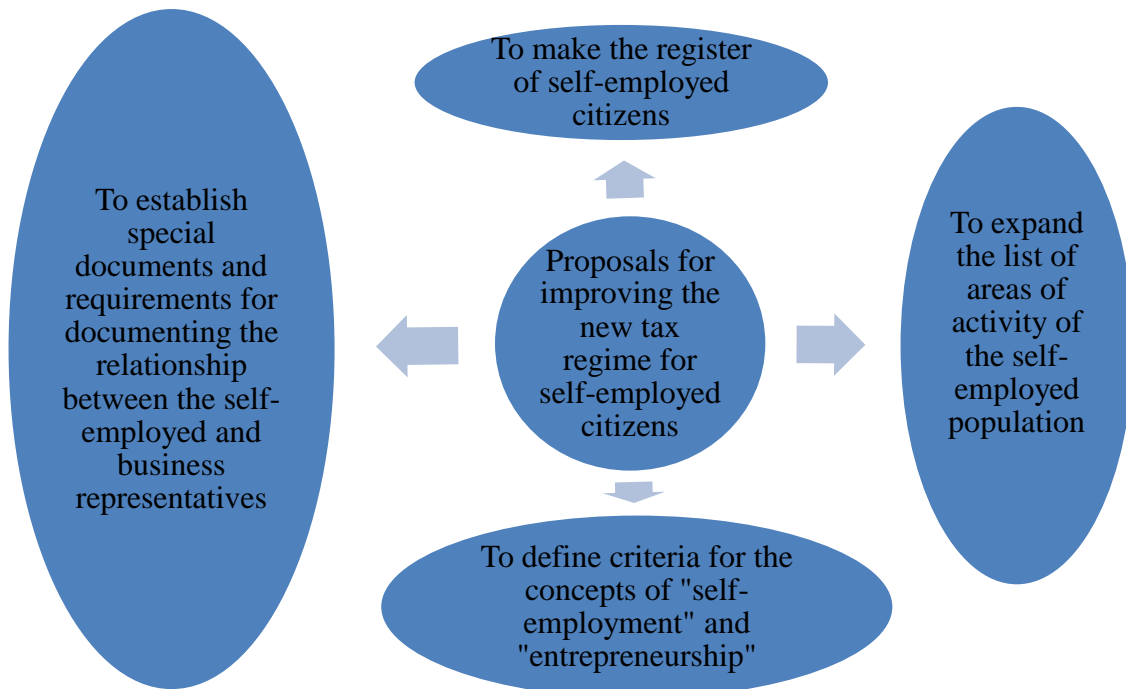 To make the register
of self-employed
citizens
To establish
special
documents and
requirements for
documenting the
relationship
between the self-
employed and
business
representatives
Proposals for
improving the
new tax
regime for
self-employed
citizens
To expand
the list of
areas of
activity of
the self-
employed
population
To define criteria for the
concepts of "self-
employment" and
"entrepreneurship"